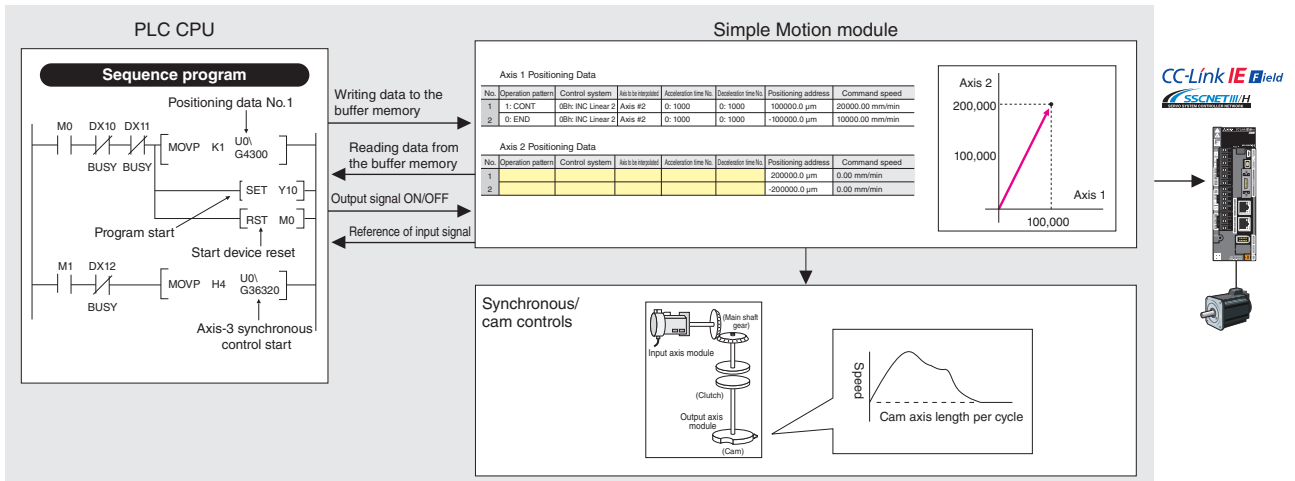 PLC CPU
Sequence program
Positioning data No.1
M0 DX10 DX11
MOVP K1 U0\
G4300
BUSY BUSY
SET Y10
RST M0
Program start
Start device reset
M1 DX12
MOVP H4 U0\
G36320
BUSY
Axis-3 synchronous
control start
Writing data to the
buffer memory
Reading data from
the buffer memory
Output signal ON/OFF
Reference of input signal
Simple Motion module
Axis 1 Positioning Data
No. Operation pattern Control system Axis to be interpolated Acceleration time No. Deceleration time No. Positioning address Command speed
1 1: CONT 0Bh: INC Linear 2 Axis #2 0: 1000 0: 1000 100000.0 µm 20000.00 mm/min
2 0: END 0Bh: INC Linear 2 Axis #2 0: 1000 0: 1000 -100000.0 µm 10000.00 mm/min
Axis 2 Positioning Data
No. Operation pattern Control system Axis to be interpolated Acceleration time No. Deceleration time No. Positioning address Command speed
1 200000.0 µm 0.00 mm/min
2 -200000.0 µm 0.00 mm/min
Axis 2
200,000
100,000
Axis 1
100,000
Synchronous/
cam controls
(Main shaft
gear)
Input axis module
(Clutch)
Output axis
module
(Cam)
Speed
Cam axis length per cycle
CC-Link IE Field
SSCNETIII/H
SERVO SYSTEM CONTROLLER NETWORK